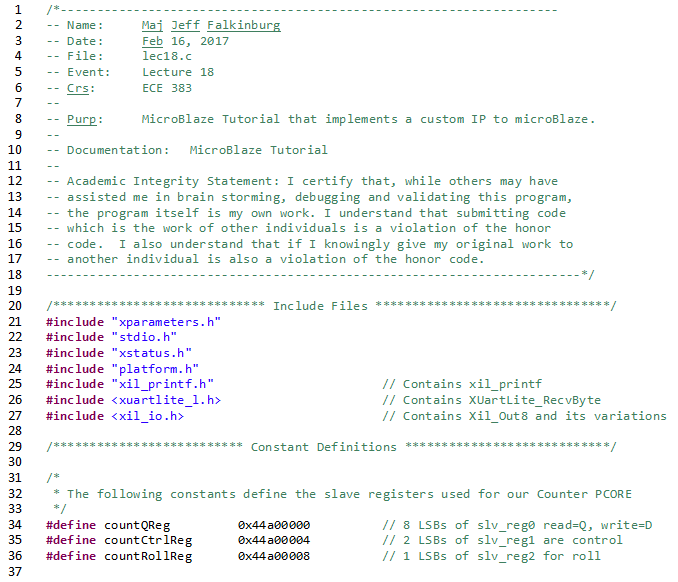 1 /*---------------------------------------------------------------------
2 -- Name:     Maj Jeff Falkinburg
3 -- Date:     Feb 16, 2017
4 -- File:     lec18.c
5 -- Event:    Lecture 18
6 -- Crs:      ECE 383
7 --
8 -- Purp:     MicroBlaze Tutorial that implements a custom IP to microBlaze.
9 --
10 -- Documentation:   MicroBlaze Tutorial
11 --
12 -- Academic Integrity Statement: I certify that, while others may have
13 -- assisted me in brain storming, debugging and validating this program,
14 -- the program itself is my own work. I understand that submitting code
15 -- which is the work of other individuals is a violation of the honor
16 -- code.  I also understand that if I knowingly give my original work to
17 -- another individual is also a violation of the honor code.
18 --------------------------------------------------------------------------*/
19
20 /***************************** Include Files ********************************/
21 #include "xparameters.h"
22 #include "stdio.h"
23 #include "xstatus.h"
24 #include "platform.h"
25 #include "xil_printf.h"                       // Contains xil_printf
26 #include <xuartlite_l.h>                      // Contains XUartLite_RecvByte
27 #include <xil_io.h>                           // Contains Xil_Out8 and its variations
28
29 /************************** Constant Definitions ****************************/
30
31 /*
32  * The following constants define the slave registers used for our Counter PCORE
33  */
34 #define countQReg          0x44a00000          // 8 LSBs of slv_reg0 read=Q, write=D
35 #define countCtrlReg       0x44a00004          // 2 LSBs of slv_reg1 are control
36 #define countRollReg       0x44a00008          // 1 LSBs of slv_reg2 for roll
37